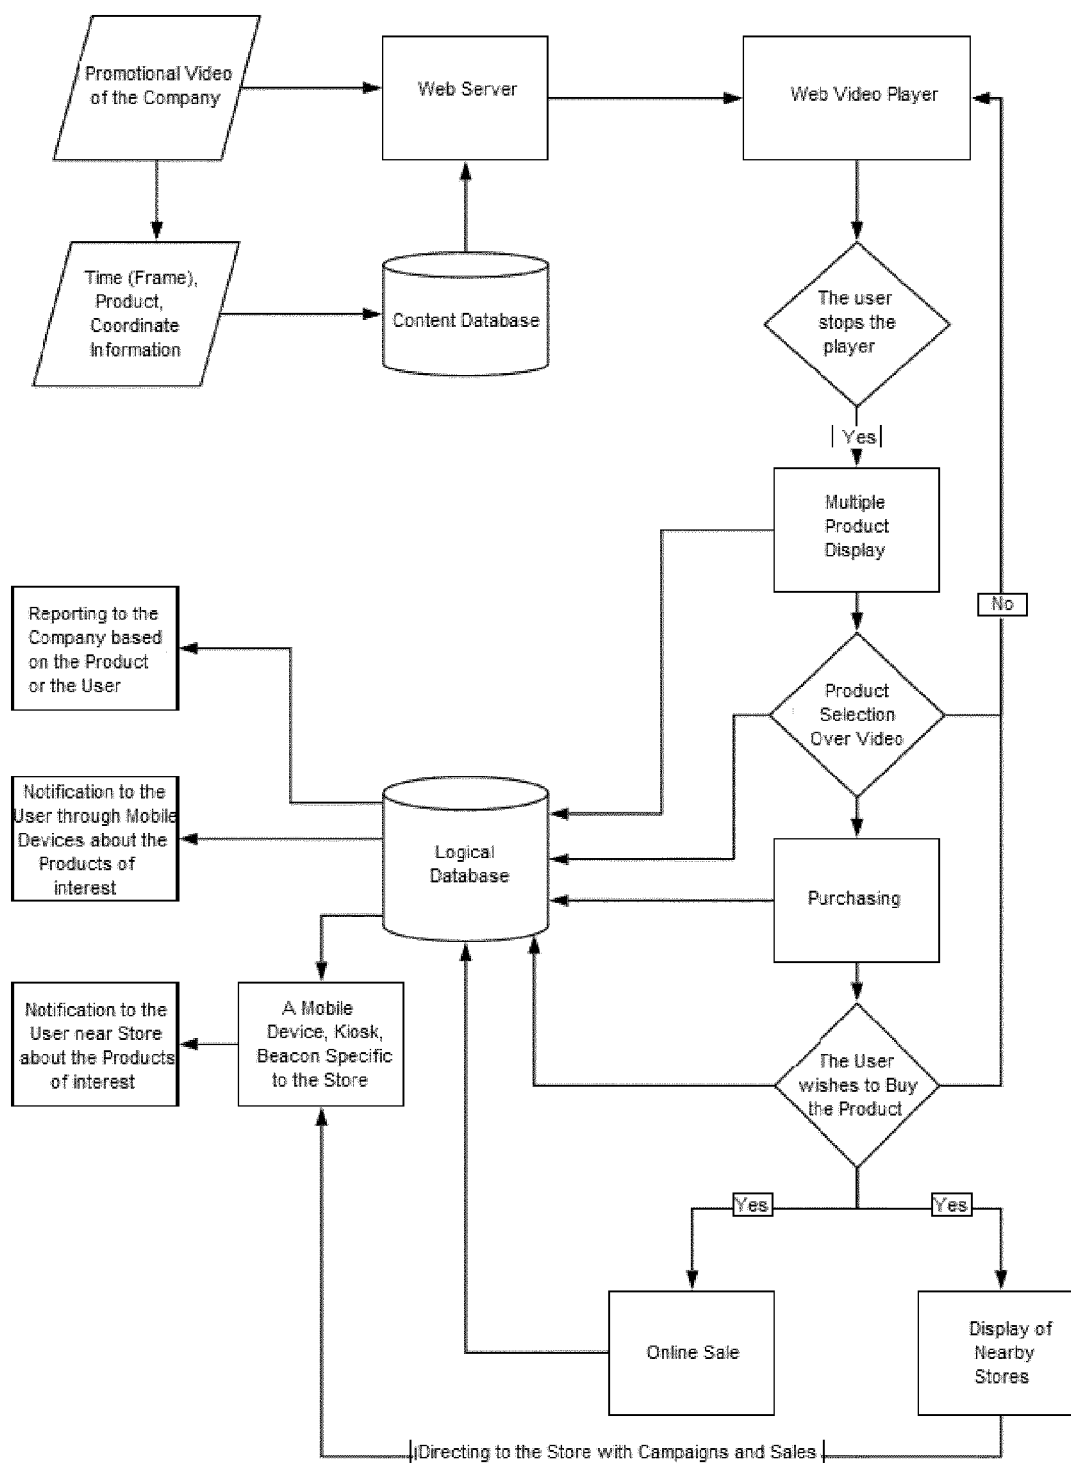 Promotional Video
of the Company
Web Server
Web Video Player
Time (Frame),
Product,
Coordinate
Information
Content Database
The user
stops the
player
Yes
Multiple
Product
Display
No
Reporting to the
Company based
on the Product
or the User
Product
Selection
Over Video
Notification to the
User through Mobile
Devices about the
Products of
interest
Logical
Database
Purchasing
Notification to the
User near Store
about the Products
of interest
A Mobile
Device, Kiosk,
Beacon Specific
to the Store
The User
wishes to Buy
the Product
Yes
Yes
Online Sale
Display of
Nearby
Stores
Directing to the Store with Campaigns and Sales